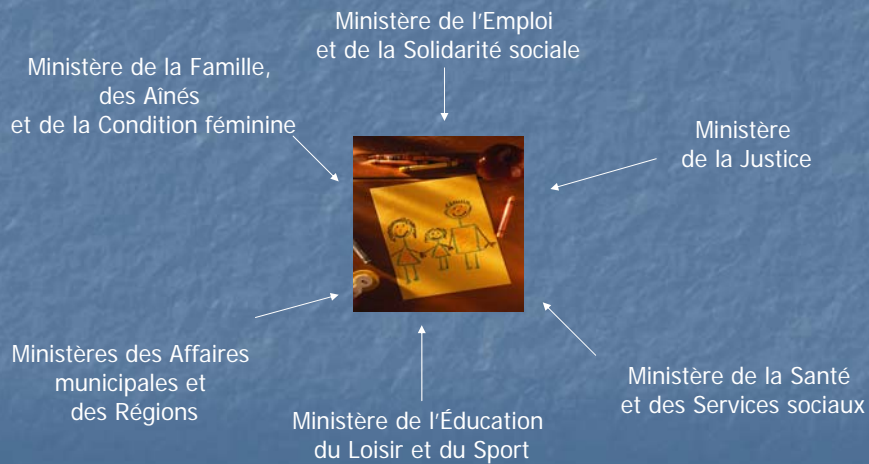 Ministère de l'Emploi
et de la Solidarité sociale
Ministère de la Famille,
des Aînés
et de la Condition féminine
Ministère
de la Justice
Ministères des Affaires
municipales et
des Régions
Ministère de l'Éducation
du Loisir et du Sport
Ministère de la Santé
et des Services sociaux